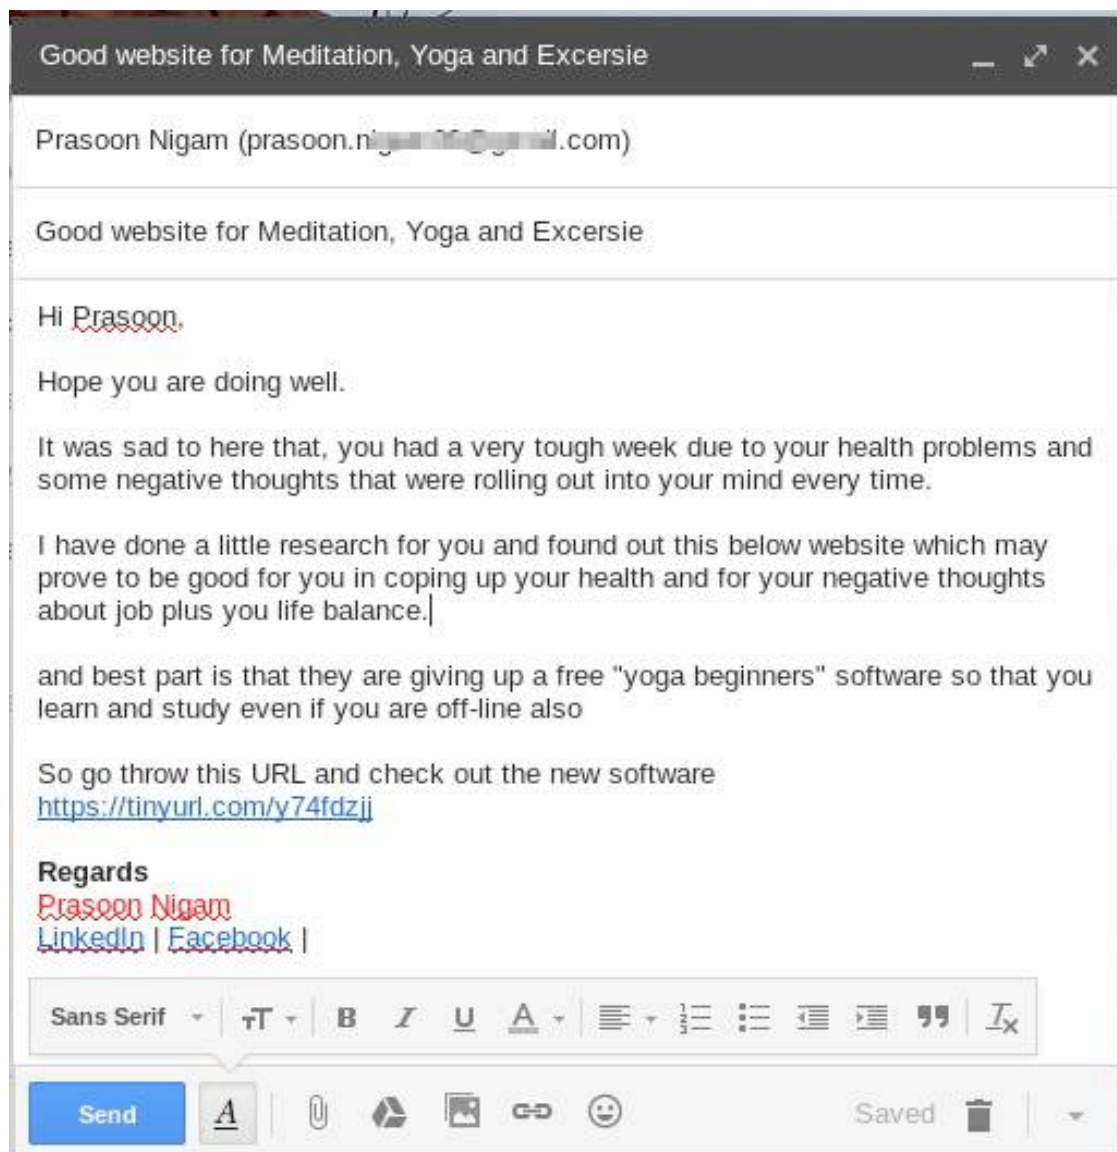 Good website for Meditation, Yoga and Excersie
Prasoon Nigam (prasoon.n .com)
Good website for Meditation, Yoga and Excersie
Hi Prasoon,
Hope you are doing well.
It was sad to here that, you had a very tough week due to your health problems and
some negative thoughts that were rolling out into your mind every time.
I have done a little research for you and found out this below website which may
prove to be good for you in coping up your health and for your negative thoughts
about job plus you life balance.
and best part is that they are giving up a free "yoga beginners" software so that you
learn and study even if you are off-line also
So go throw this URL and check out the new software
https://tinyurl.com/y74fdzjj
Regards
Prasoon Nigam
LinkedIn | Facebook |
Sans Serif
Send
Saved